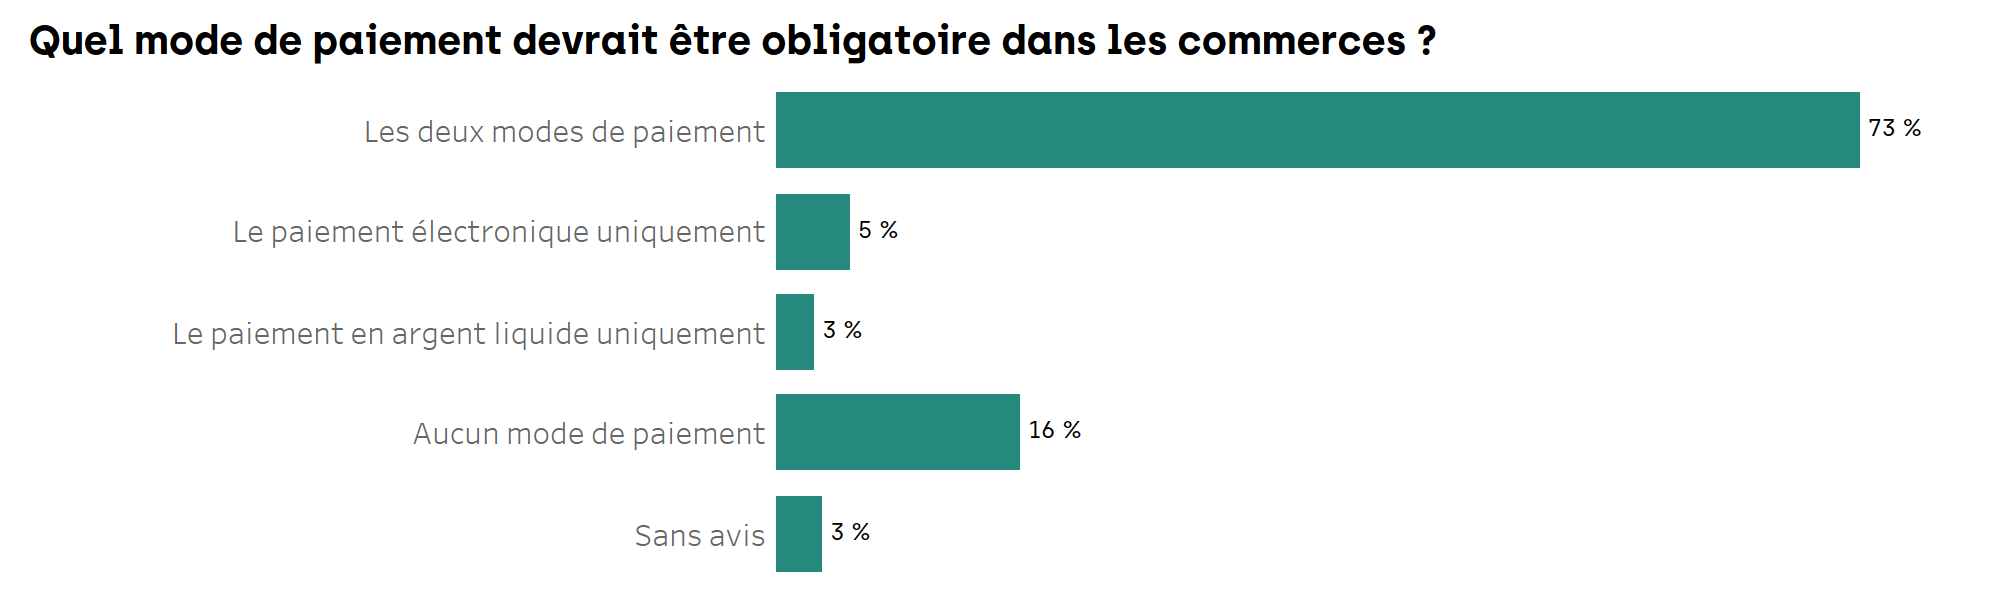 Quel mode de paiement devrait être obligatoire dans les commerces ?
Les deux modes de paiement 73 %
Le paiement électronique uniquement 5 %
Le paiement en argent liquide uniquement 3 %
Aucun mode de paiement 16 %
Sans avis 3 %